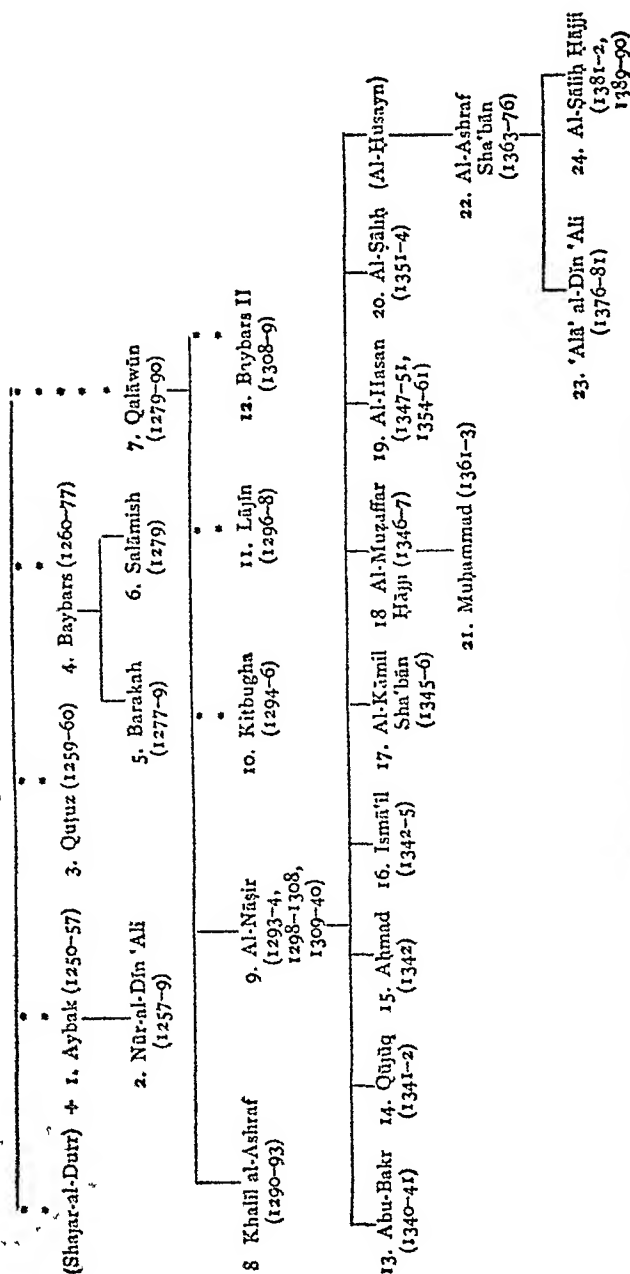 (Shajar-al-Durr) + 1. Aybak (1250–57)
3. Quṭuz (1259–60)
4. Baybars (1260–77)
2. Nūr-al-Dīn 'Ali
(1257–9)
5. Barakah
(1277–9)
6. Salāmish
(1279)
7. Qalāwūn
(1279–90)
8 Khalīl al-Ashraf
(1290–93)
9. Al-Nāṣir
(1293–4,
1298–1308,
1309–40)
10. Kitbugha
(1294–6)
11. Lājīn
(1296–8)
12. Baybars II
(1308–9)
13. Abu-Bakr
(1340–41)
14. Qūjūq
(1341–2)
15. Aḥmad
(1342)
16. Ismā'īl
(1342–5)
17. Al-Kāmil
Sha'bān
(1345–6)
18 Al-Muẓaffar
Ḥājji (1346–7)
19. Al-Ḥasan
(1347–51,
1354–61)
20. Al-Ṣāliḥ
(1351–4)
(Al-Ḥusayn)
21. Muḥammad (1361–3)
22. Al-Ashraf
Sha'bān
(1363–76)
23. 'Alā' al-Dīn 'Ali
(1376–81)
24. Al-Ṣāliḥ Ḥājji
(1381–2,
1389–90)